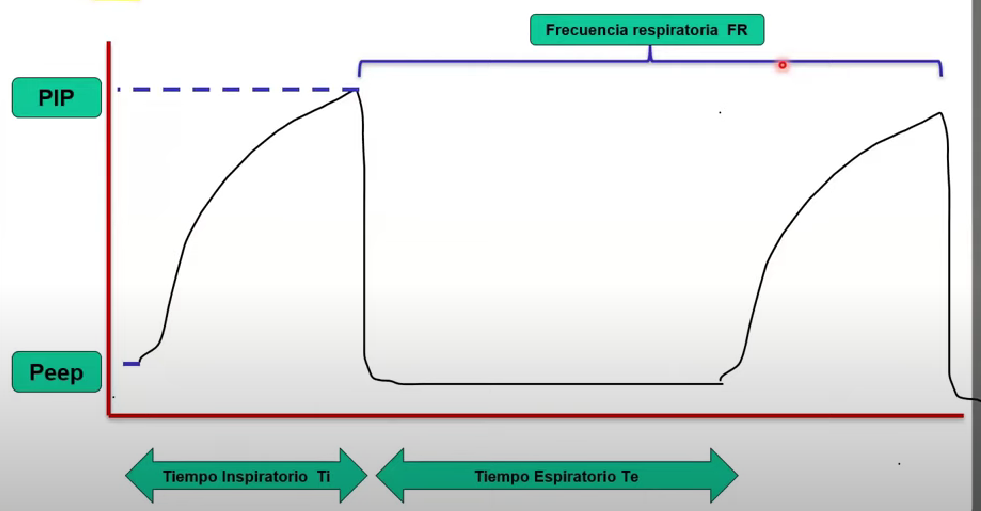 Frecuencia respiratoria FR
PIP
Peep
Tiempo Inspiratorio Ti
Tiempo Espiratorio Te